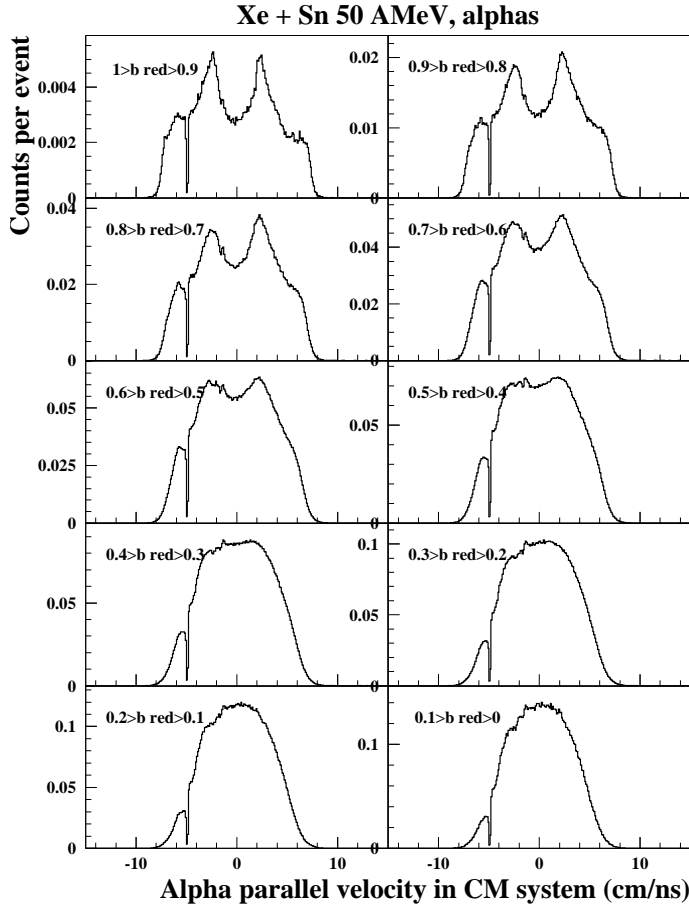 Xe + Sn 50 AMeV, alphas
Counts per event
1>b red>0.9
0.004
0.002
0
0.9>b red>0.8
0.02
0.01
0
0.8>b red>0.7
0.04
0.02
0
0.7>b red>0.6
0.04
0.02
0
0.6>b red>0.5
0.05
0.025
0
0.5>b red>0.4
0.05
0
0.4>b red>0.3
0.05
0
0.3>b red>0.2
0.1
0.05
0
0.2>b red>0.1
0.1
0.05
0
0.1>b red>0
0.1
0
-10 0 10
-10 0 10
Alpha parallel velocity in CM system (cm/ns)